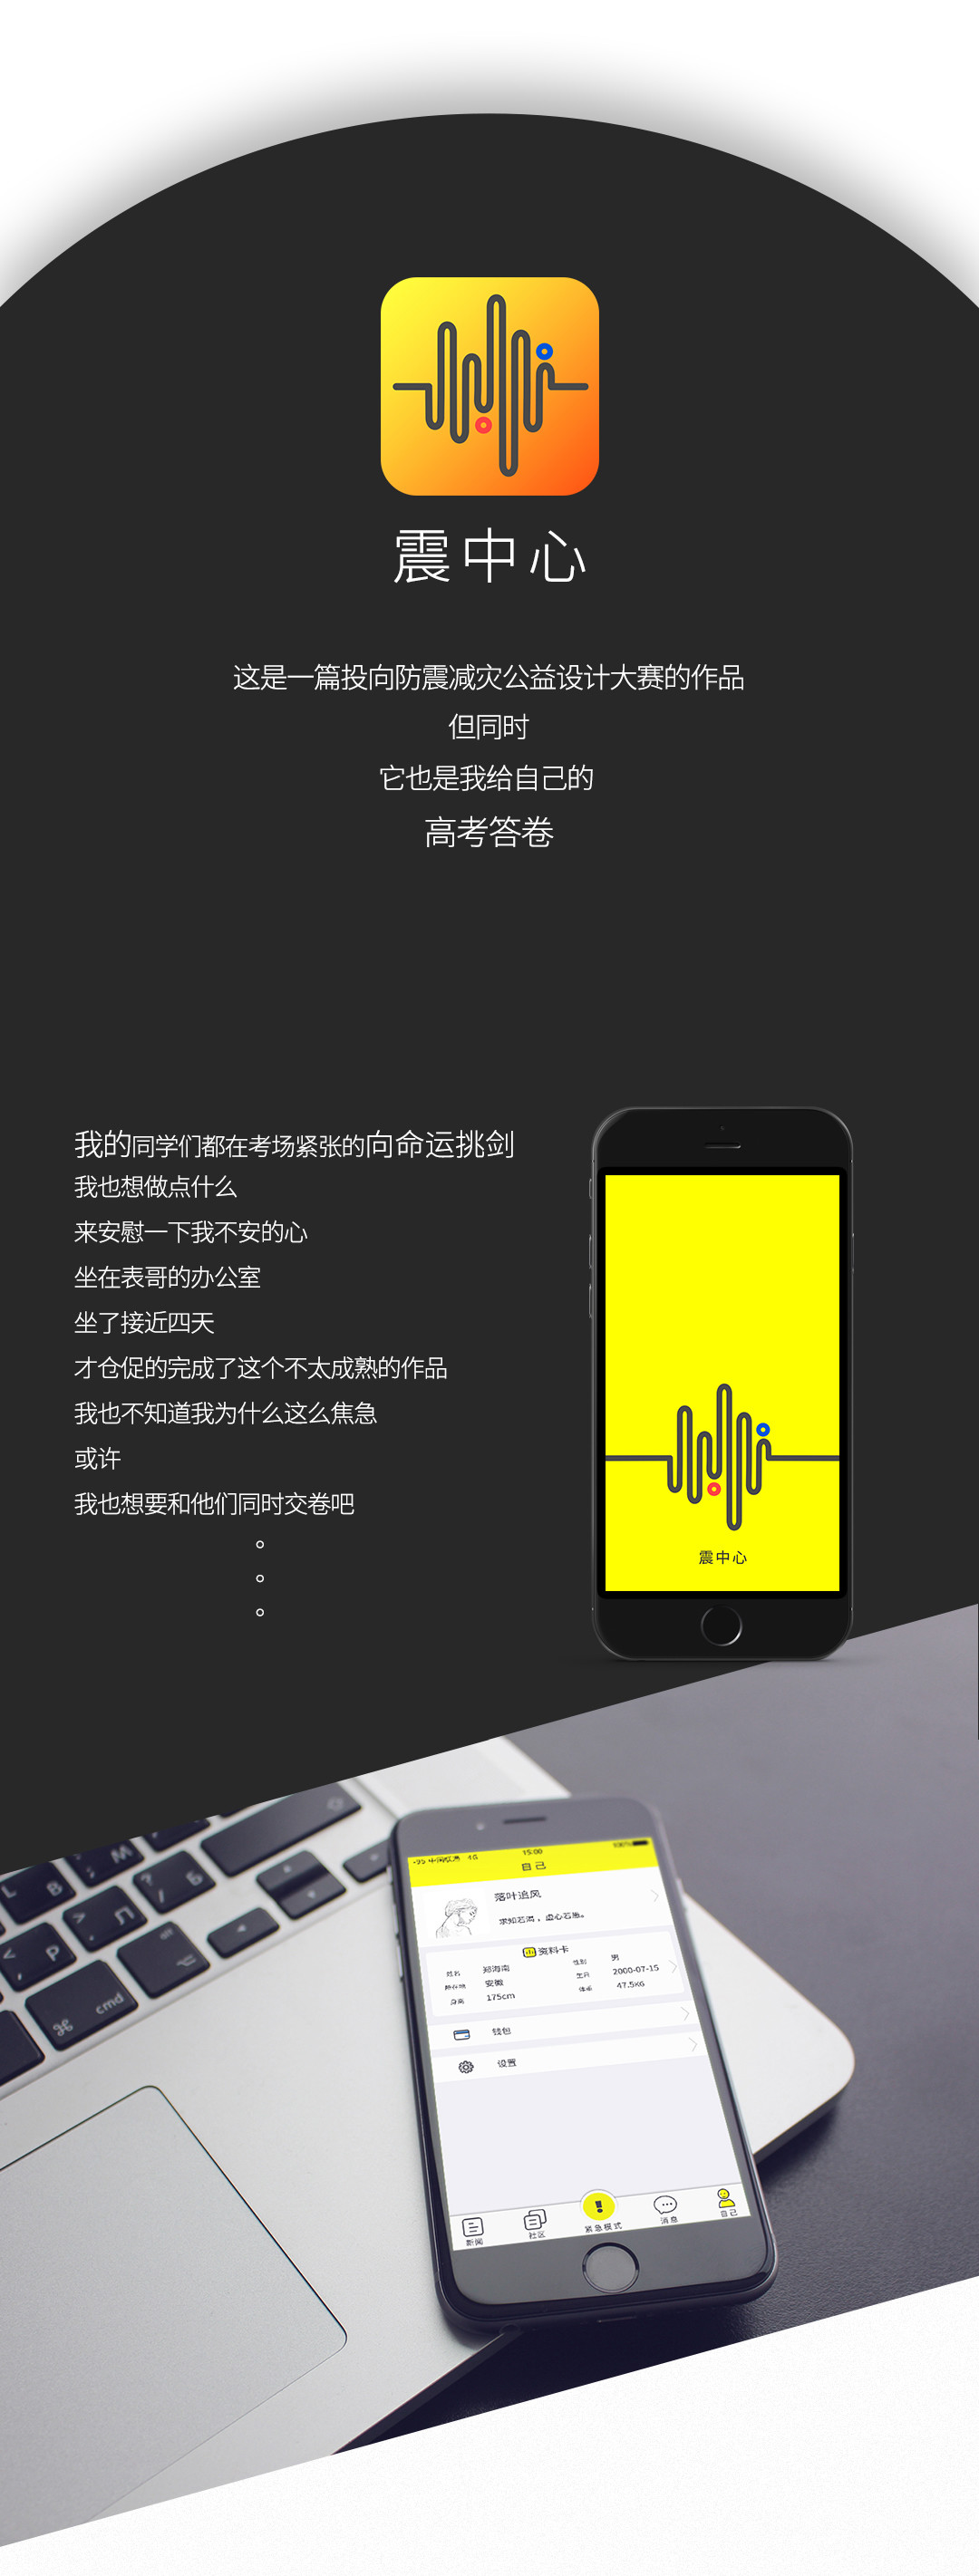 震中心
这是一篇投向防震减灾公益设计大赛的作品
但同时
它也是我给自己的
高考答卷
我的同学们都在考场紧张的向命运挑剑
我也想做点什么
来安慰一下我不安的心
坐在表哥的办公室
坐了接近四天
才仓促的完成了这个不太成熟的作品
我也不知道我为什么这么焦急
或许
我也想要和他们同时交卷吧
。
。
。
震中心
4G 15:00 100%
自己
落叶追风
求知若渴，虚心若愚。
资料卡
姓名 郑海南 性别 男
安徽 生月 2000-07-15
身高 175cm 体重 47.5KG
钱包
设置
新闻 社区 紧急模式 消息 自己
cmd